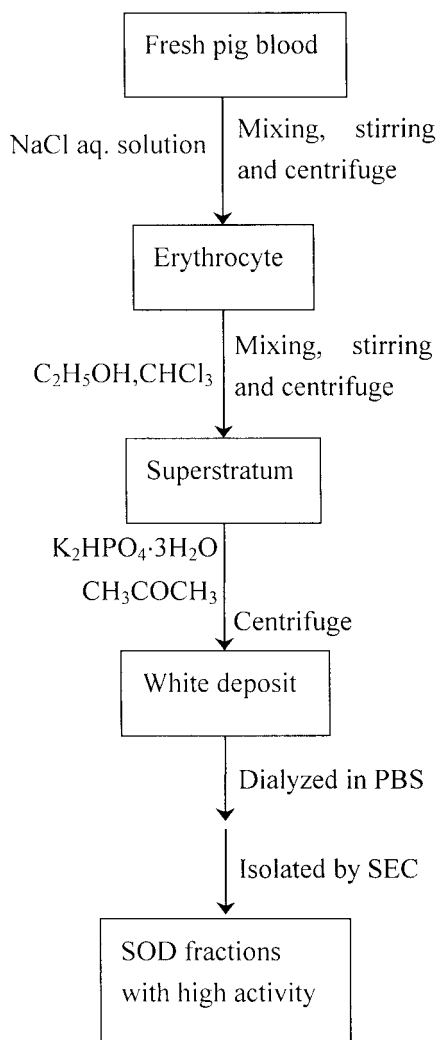 Fresh pig blood
NaCl aq. solution
Mixing, stirring
and centrifuge
Erythrocyte
C₂H₅OH,CHCl₃
Mixing, stirring
and centrifuge
Superstratum
K₂HPO₄·3H₂O
CH₃COCH₃
Centrifuge
White deposit
Dialyzed in PBS
Isolated by SEC
SOD fractions
with high activity